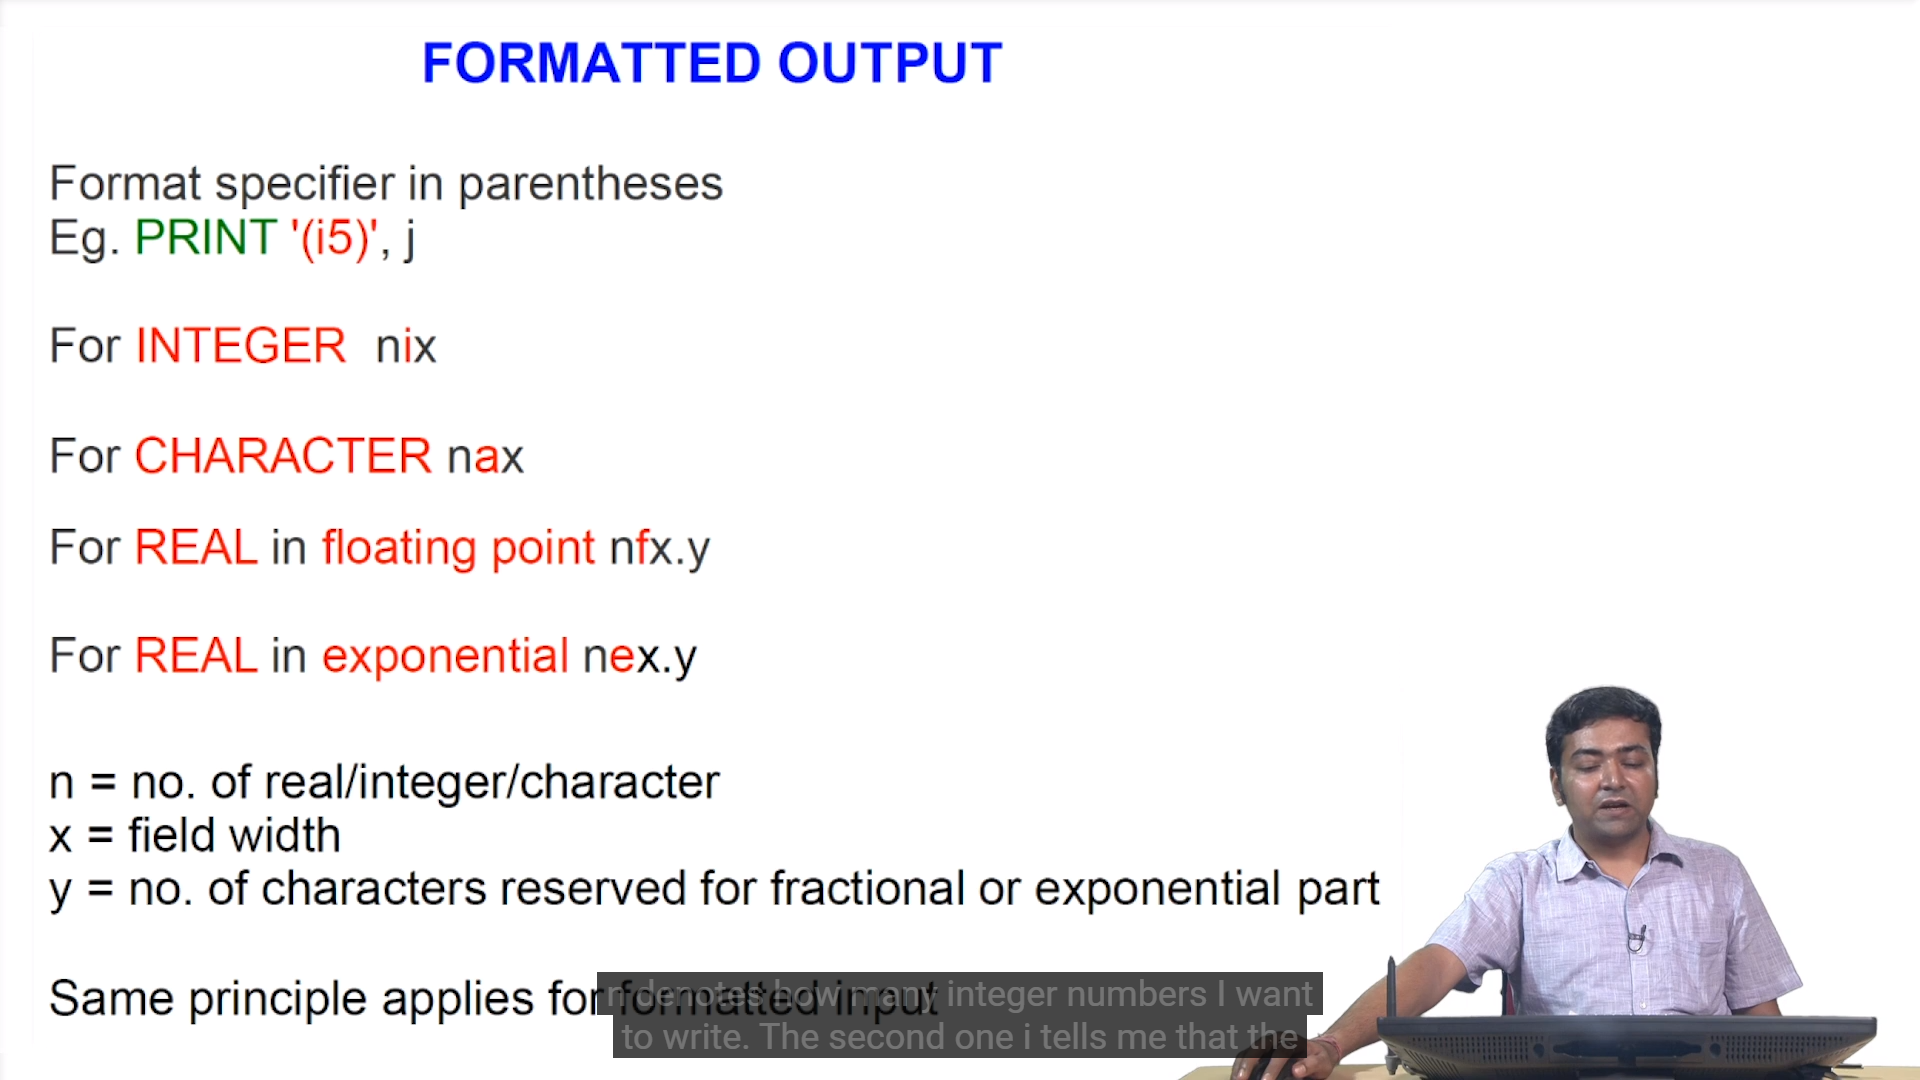 FORMATTED OUTPUT
Format specifier in parentheses
Eg. PRINT '(i5)', j
For INTEGER nix
For CHARACTER nax
For REAL in floating point nfx.y
For REAL in exponential nex.y
n = no. of real/integer/character
x = field width
y = no. of characters reserved for fractional or exponential part
Same principle applies for formatted input
n denotes how many integer numbers I want
to write. The second one i tells me that the